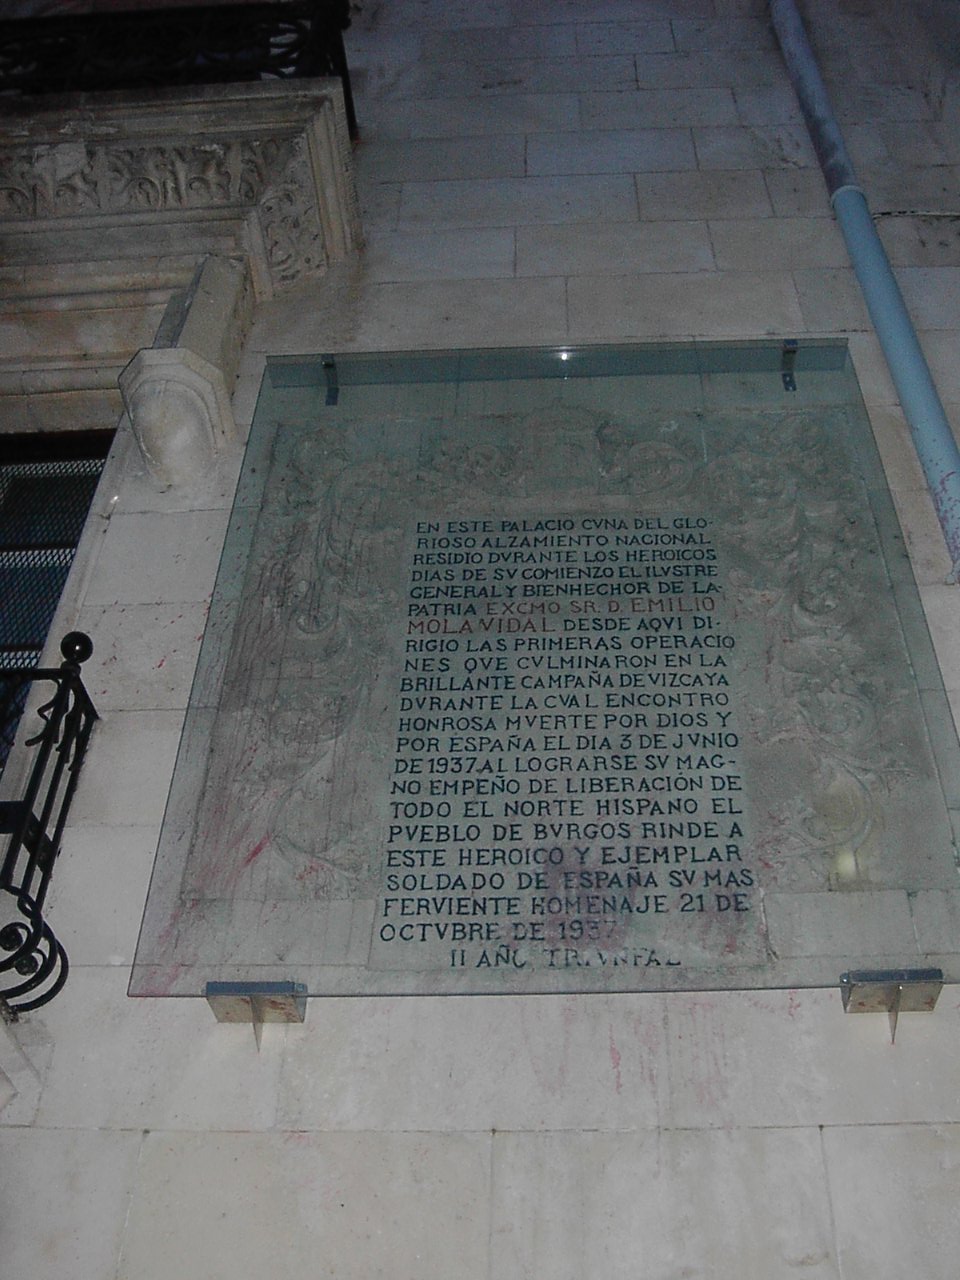 EN ESTE PALACIO CVNA DEL GLO-
RIOSO ALZAMIENTO NACIONAL
RESIDIO DVRANTE LOS HEROICOS
DIAS DE SV COMIENZO EL ILVSTRE
GENERAL Y BIENHECHOR DE LA
PATRIA EXCMO SR. D. EMILIO
MOLA VIDAL DESDE AQVI DI-
RIGIO LAS PRIMERAS OPERACIO
NES QVE CVLMINARON EN LA
BRILLANTE CAMPAÑA DE VIZCAYA
DVRANTE LA CVAL ENCONTRO
HONROSA MVERTE POR DIOS Y
POR ESPAÑA EL DIA 3 DE JVNIO
DE 1937 AL LOGRARSE SV MAG-
NO EMPEÑO DE LIBERACIÓN DE
TODO EL NORTE HISPANO EL
PVEBLO DE BVRGOS RINDE A
ESTE HEROICO Y EJEMPLAR
SOLDADO DE ESPAÑA SV MAS
FERVIENTE HOMENAJE 21 DE
OCTVBRE DE 1937
II AÑO TRIVNFAL